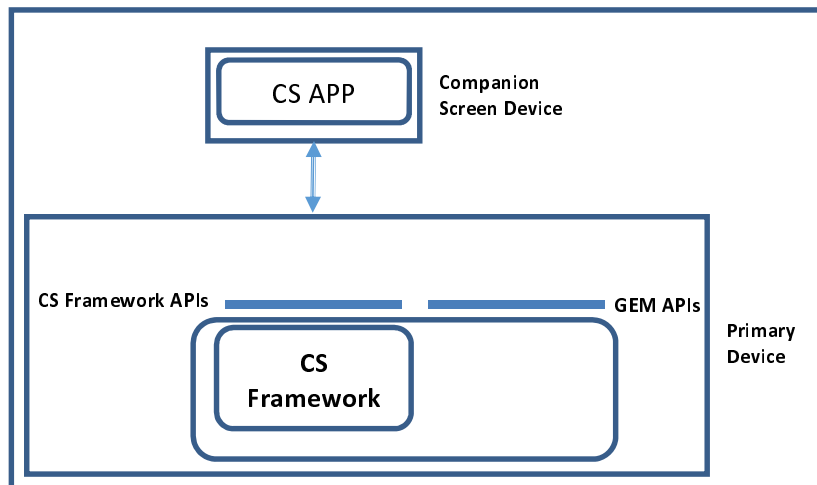 CS APP
Companion
Screen Device
CS Framework APIs
GEM APIs
Primary
Device
CS
Framework